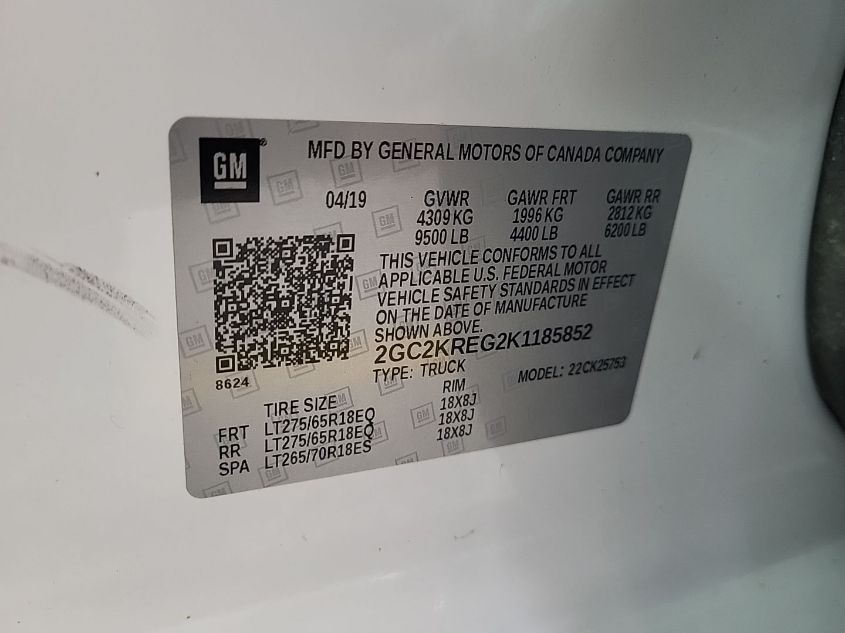 GM
MFD BY GENERAL MOTORS OF CANADA COMPANY
04/19 GVWR GAWR FRT GAWR RR
4309 KG 1996 KG 2812 KG
9500 LB 4400 LB 6200 LB
THIS VEHICLE CONFORMS TO ALL
APPLICABLE U.S. FEDERAL MOTOR
VEHICLE SAFETY STANDARDS IN EFFECT
ON THE DATE OF MANUFACTURE
SHOWN ABOVE.
2GC2KREG2K1185852
8624
TYPE: TRUCK MODEL: 22CK25753
TIRE SIZE RIM
FRT LT275/65R18EQ 18X8J
RR LT275/65R18EQ 18X8J
SPA LT265/70R18ES 18X8J